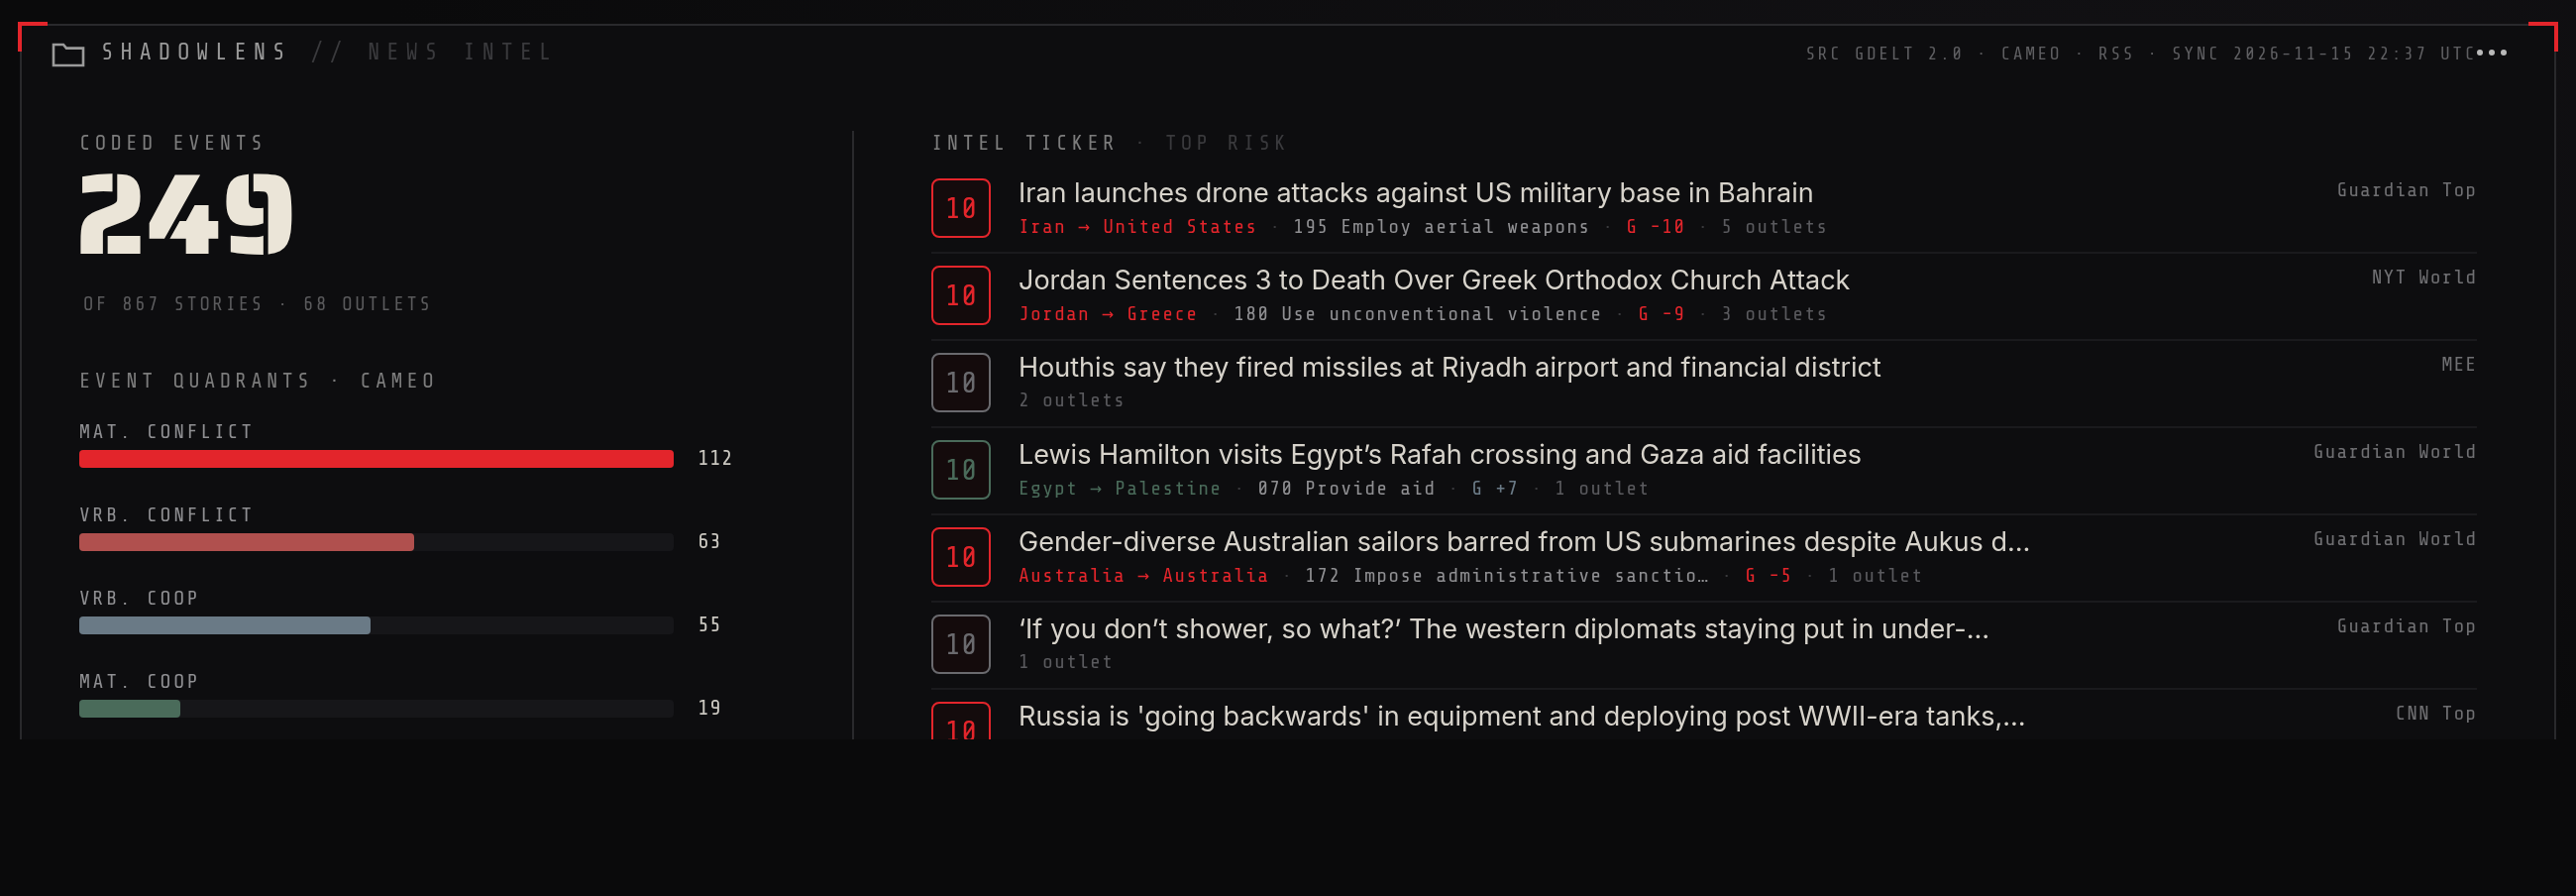 SHADOWLENS // NEWS INTEL
SRC GDELT 2.0 · CAMEO · RSS · SYNC 2026-11-15 22:37 UTC
CODED EVENTS
249
OF 867 STORIES · 68 OUTLETS
EVENT QUADRANTS · CAMEO
MAT. CONFLICT
112
VRB. CONFLICT
63
VRB. COOP
55
MAT. COOP
19
INTEL TICKER · TOP RISK
10
Iran launches drone attacks against US military base in Bahrain
Guardian Top
Iran → United States · 195 Employ aerial weapons · G -10 · 5 outlets
10
Jordan Sentences 3 to Death Over Greek Orthodox Church Attack
NYT World
Jordan → Greece · 180 Use unconventional violence · G -9 · 3 outlets
10
Houthis say they fired missiles at Riyadh airport and financial district
MEE
2 outlets
10
Lewis Hamilton visits Egypt’s Rafah crossing and Gaza aid facilities
Guardian World
Egypt → Palestine · 070 Provide aid · G +7 · 1 outlet
10
Gender-diverse Australian sailors barred from US submarines despite Aukus d...
Guardian World
Australia → Australia · 172 Impose administrative sanctio… · G -5 · 1 outlet
10
‘If you don’t shower, so what?’ The western diplomats staying put in under-...
Guardian Top
1 outlet
10
Russia is 'going backwards' in equipment and deploying post WWII-era tanks,...
CNN Top